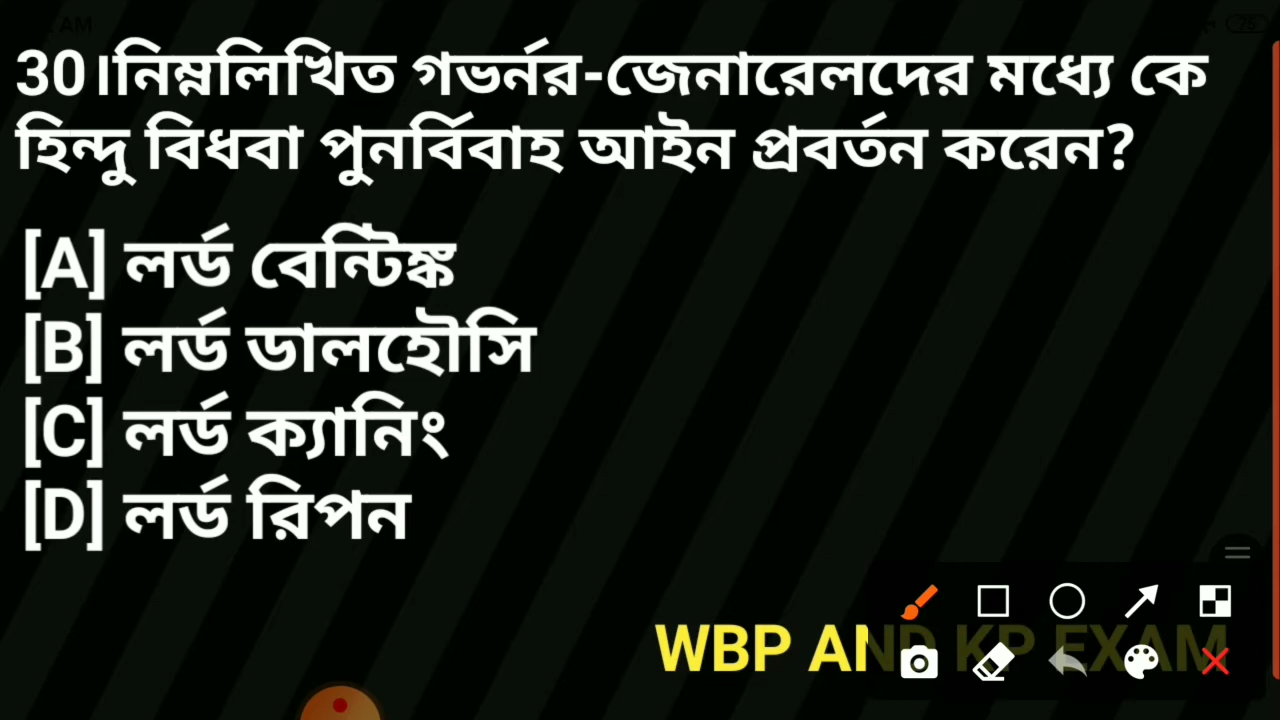 30।নিম্নলিখিত গভর্নর-জেনারেলদের মধ্যে কে
হিন্দু বিধবা পুনর্বিবাহ আইন প্রবর্তন করেন?
[A] লর্ড বেন্টিঙ্ক
[B] লর্ড ডালহৌসি
[C] লর্ড ক্যানিং
[D] লর্ড রিপন
WBP AND KP EXAM